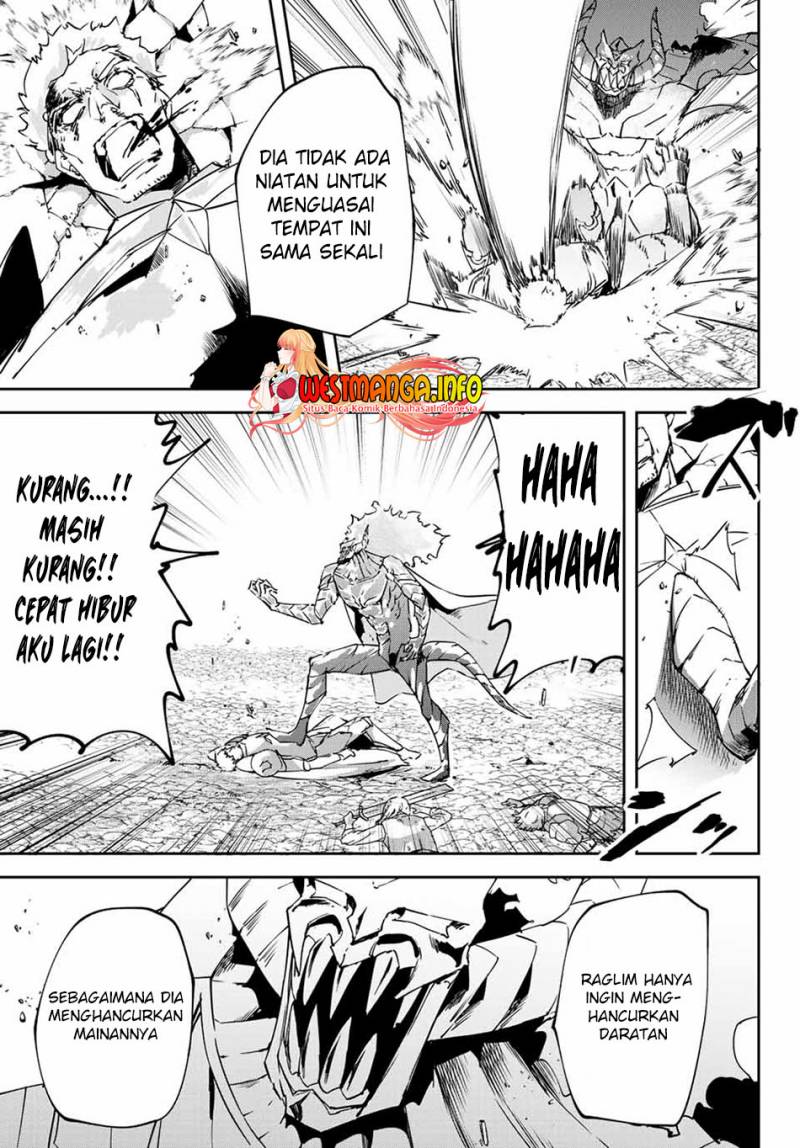 DIA TIDAK ADA
NIATAN UNTUK
MENGUASAI
TEMPAT INI
SAMA SEKALI
WESTMANGA.INFO
SITUS BACA KOMIK BERBAHASA INDONESIA
HAHA
HAHAHA
KURANG...!!
MASIH
KURANG!!
CEPAT HIBUR
AKU LAGI!!
RAGLIM HANYA
INGIN MENG-
HANCURKAN
DARATAN
SEBAGAIMANA DIA
MENGHANCURKAN
MAINANNYA